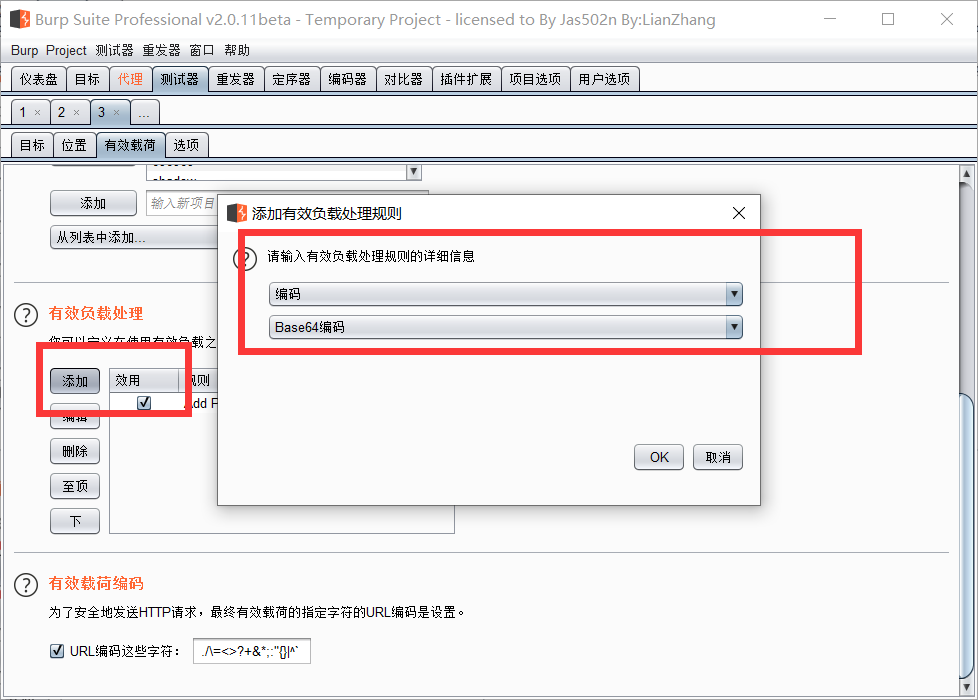 Burp Suite Professional v2.0.11beta - Temporary Project - licensed to By Jas502n By:LianZhang
Burp Project 测试器 重发器 窗口 帮助
仪表盘 目标 代理 测试器 重发器 定序器 编码器 对比器 插件扩展 项目选项 用户选项
1 × 2 × 3 × ...
目标 位置 有效载荷 选项
添加 输入新项目
从列表中添加...
添加有效负载处理规则
请输入有效负载处理规则的详细信息
编码
Base64编码
OK 取消
有效负载处理
你可以定义在使用有效负载之
添加 效用 规则
编辑 Add F
删除
至顶
下
有效载荷编码
为了安全地发送HTTP请求，最终有效载荷的指定字符的URL编码是设置。
URL编码这些字符： ./\=<>?+&*;:"{}|^`